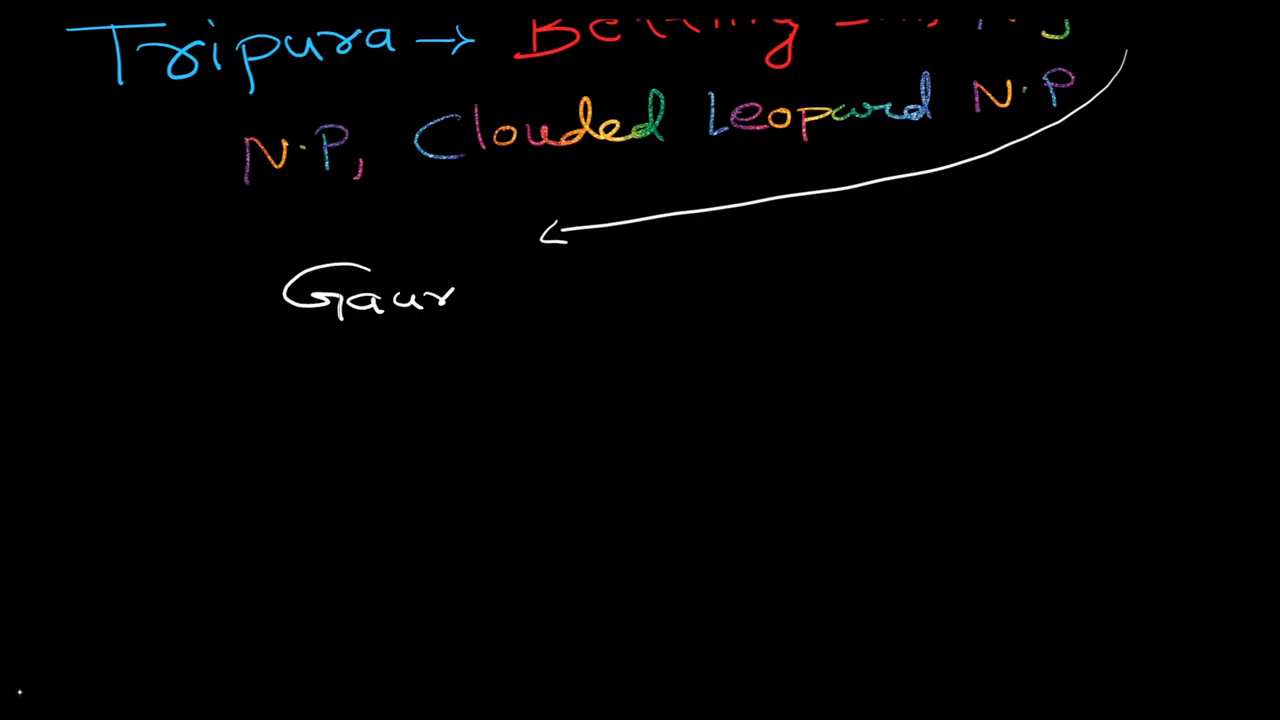 Tripura →
N.P, Clouded Leopard N.P
Gaur